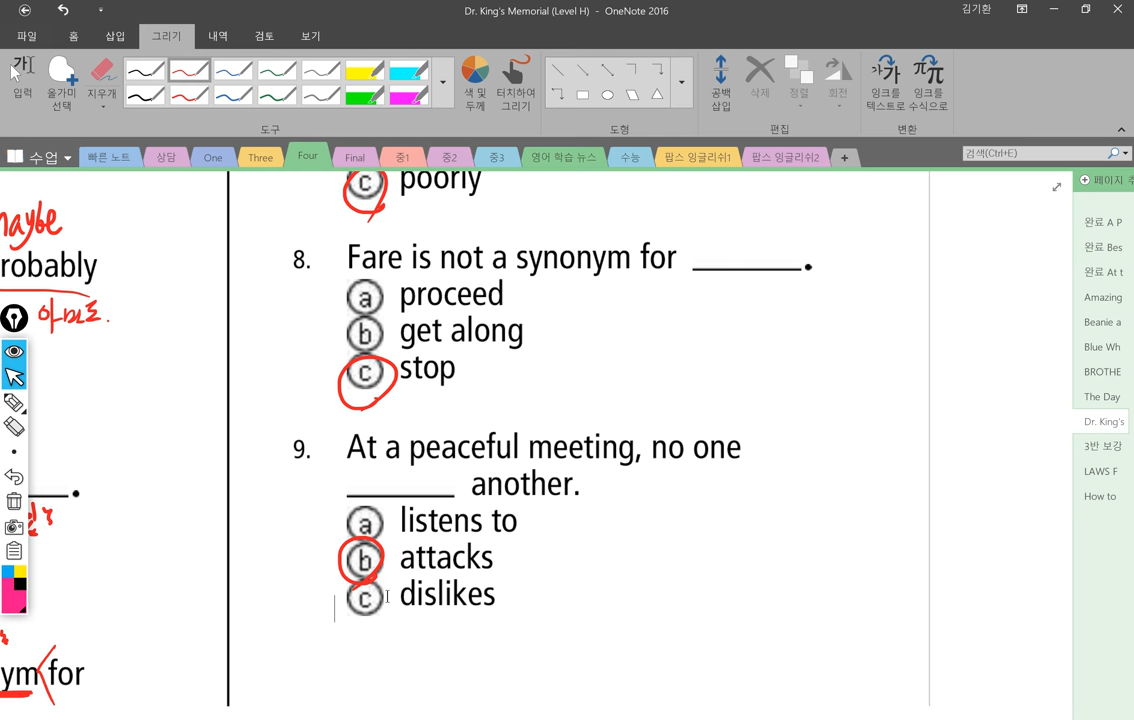 Dr. King's Memorial (Level H) - OneNote 2016
김기환
파일 홈 삽입 그리기 내역 검토 보기
입력
올가미 선택
지우개
색 및 두께
터치하여 그리기
공백 삽입
삭제
정렬
회전
잉크를 텍스트로
잉크를 수식으로
도구
도형
편집
변환
수업
빠른 노트
상담
One
Three
Four
Final
중1
중2
중3
영어 학습 뉴스
수능
팝스 잉글리쉬1
팝스 잉글리쉬2
검색(Ctrl+E)
페이지 추
완료 A P
완료 Bes
완료 At t
Amazing
Beanie a
Blue Wh
BROTHE
The Day
Dr. King's
3반 보강
LAWS F
How to
maybe
robably
아마도.
ym for
c poorly
8. Fare is not a synonym for ________.
a proceed
b get along
c stop
9. At a peaceful meeting, no one
________ another.
a listens to
b attacks
c dislikes